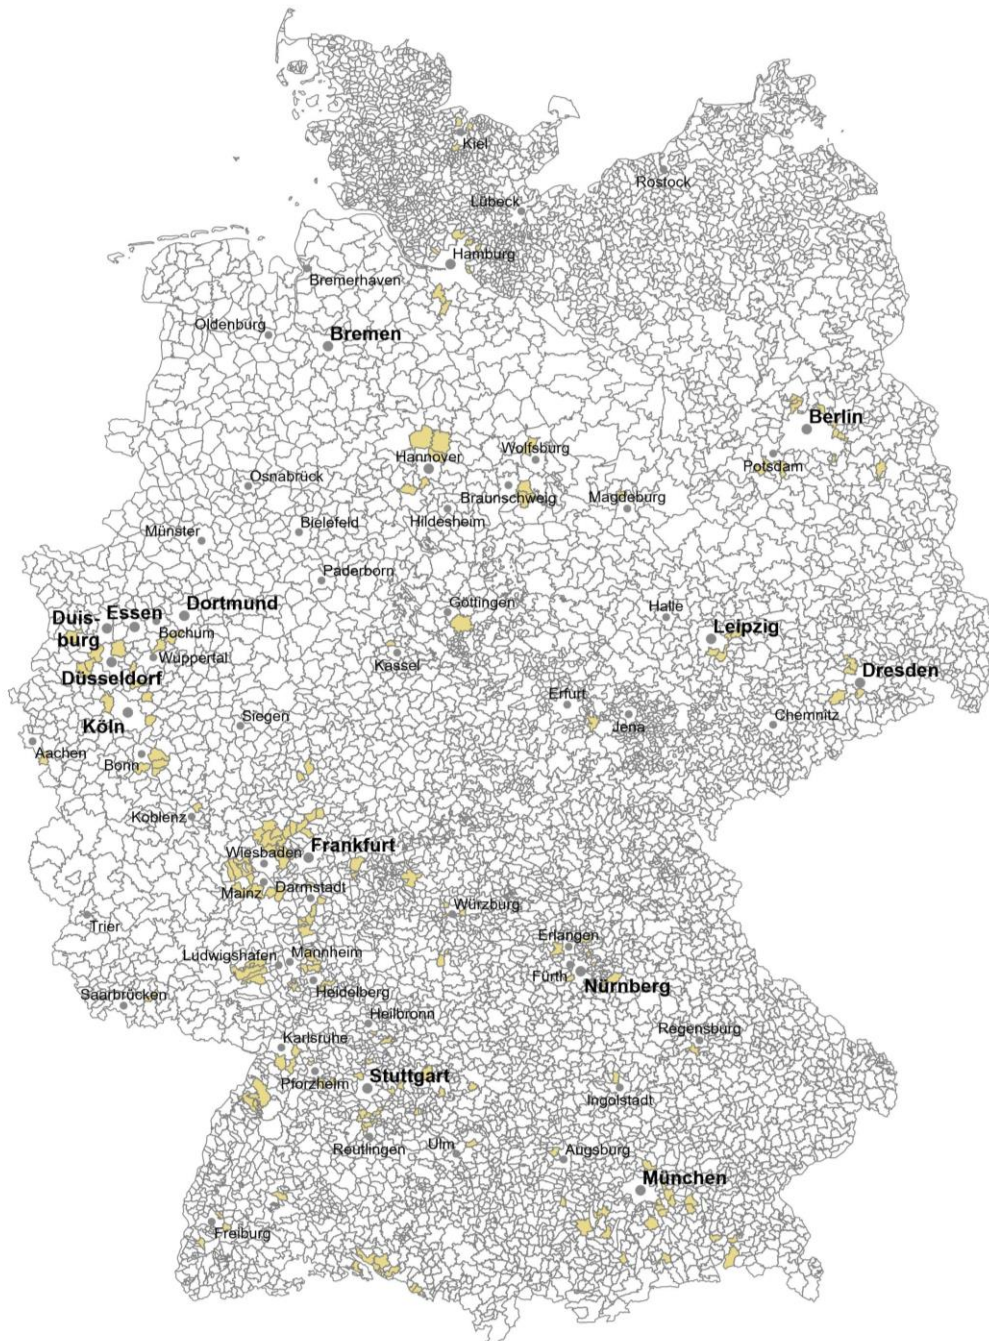 Kiel
Rostock
Lübeck
Hamburg
Bremerhaven
Oldenburg
Bremen
Berlin
Wolfsburg
Hannover
Potsdam
Osnabrück
Braunschweig
Magdeburg
Hildesheim
Münster
Bielefeld
Paderborn
Göttingen
Halle
Dortmund
Essen
Duis-
burg
Bochum
Leipzig
Wuppertal
Kassel
Düsseldorf
Dresden
Erfurt
Köln
Siegen
Jena
Chemnitz
Aachen
Bonn
Koblenz
Frankfurt
Wiesbaden
Mainz
Darmstadt
Würzburg
Trier
Erlangen
Ludwigshafen
Mannheim
Fürth
Nürnberg
Heidelberg
Saarbrücken
Heilbronn
Regensburg
Karlsruhe
Stuttgart
Pforzheim
Ingolstadt
Reutlingen
Ulm
Augsburg
München
Freiburg